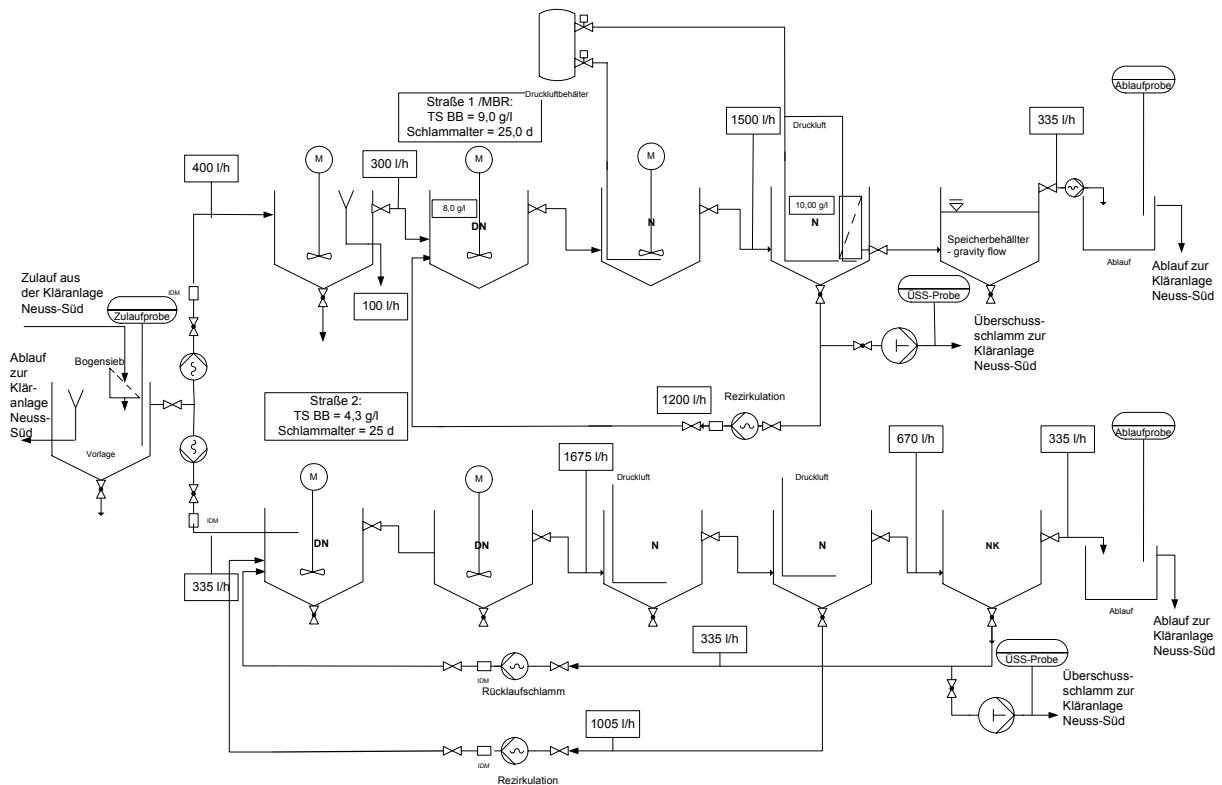 Druckluftbehälter
Ablaufprobe
Straße 1 /MBR:
TS BB = 9,0 g/l
Schlammalter = 25,0 d
1500 l/h
Druckluft
335 l/h
400 l/h
300 l/h
M
M
M
8,0 g/l
DN
N
10,00 g/l
N
Speicherbehällter
- gravity flow
Ablauf
Ablauf zur
Kläranlage
Neuss-Süd
100 l/h
Zulauf aus
der Kläranlage
Neuss-Süd
IDM
Zulaufprobe
ÜSS-Probe
Überschuss-
schlamm zur
Kläranlage
Neuss-Süd
Ablauf
zur
Klär-
anlage
Neuss-
Süd
Bogensieb
Vorlage
Straße 2:
TS BB = 4,3 g/l
Schlammalter = 25 d
1200 l/h
Rezirkulation
Ablaufprobe
1675 l/h
670 l/h
335 l/h
Druckluft
Druckluft
M
M
IDM
335 l/h
DN
DN
N
N
NK
Ablauf
Ablauf zur
Kläranlage
Neuss-Süd
335 l/h
IDM
Rücklaufschlamm
ÜSS-Probe
Überschuss-
schlamm zur
Kläranlage
Neuss-Süd
1005 l/h
IDM
Rezirkulation